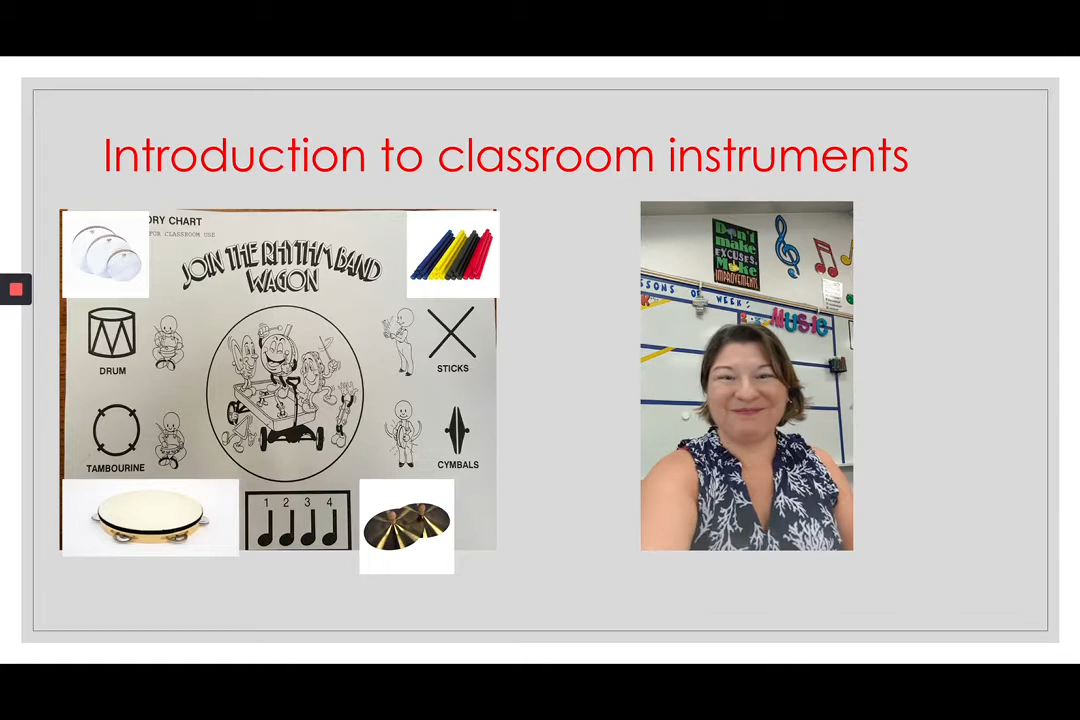 Introduction to classroom instruments
ORY CHART
FOR CLASSROOM USE
JOIN THE RHYTHM BAND
WAGON
DRUM
STICKS
TAMBOURINE
CYMBALS
1 2 3 4
Don't
make
EXCUSES.
Make
IMPROVEMENTS
SSONS OF WEEK:
MUSIC